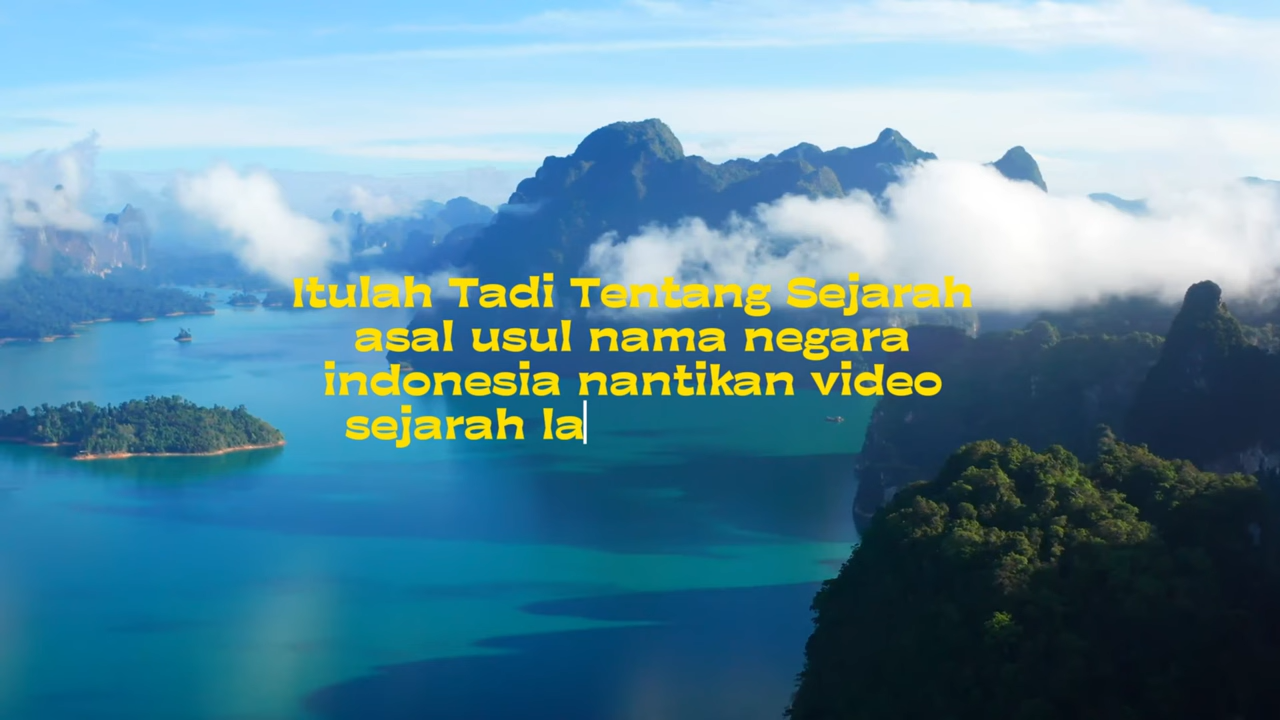 Itulah Tadi Tentang Sejarah
asal usul nama negara
indonesia nantikan video
sejarah la